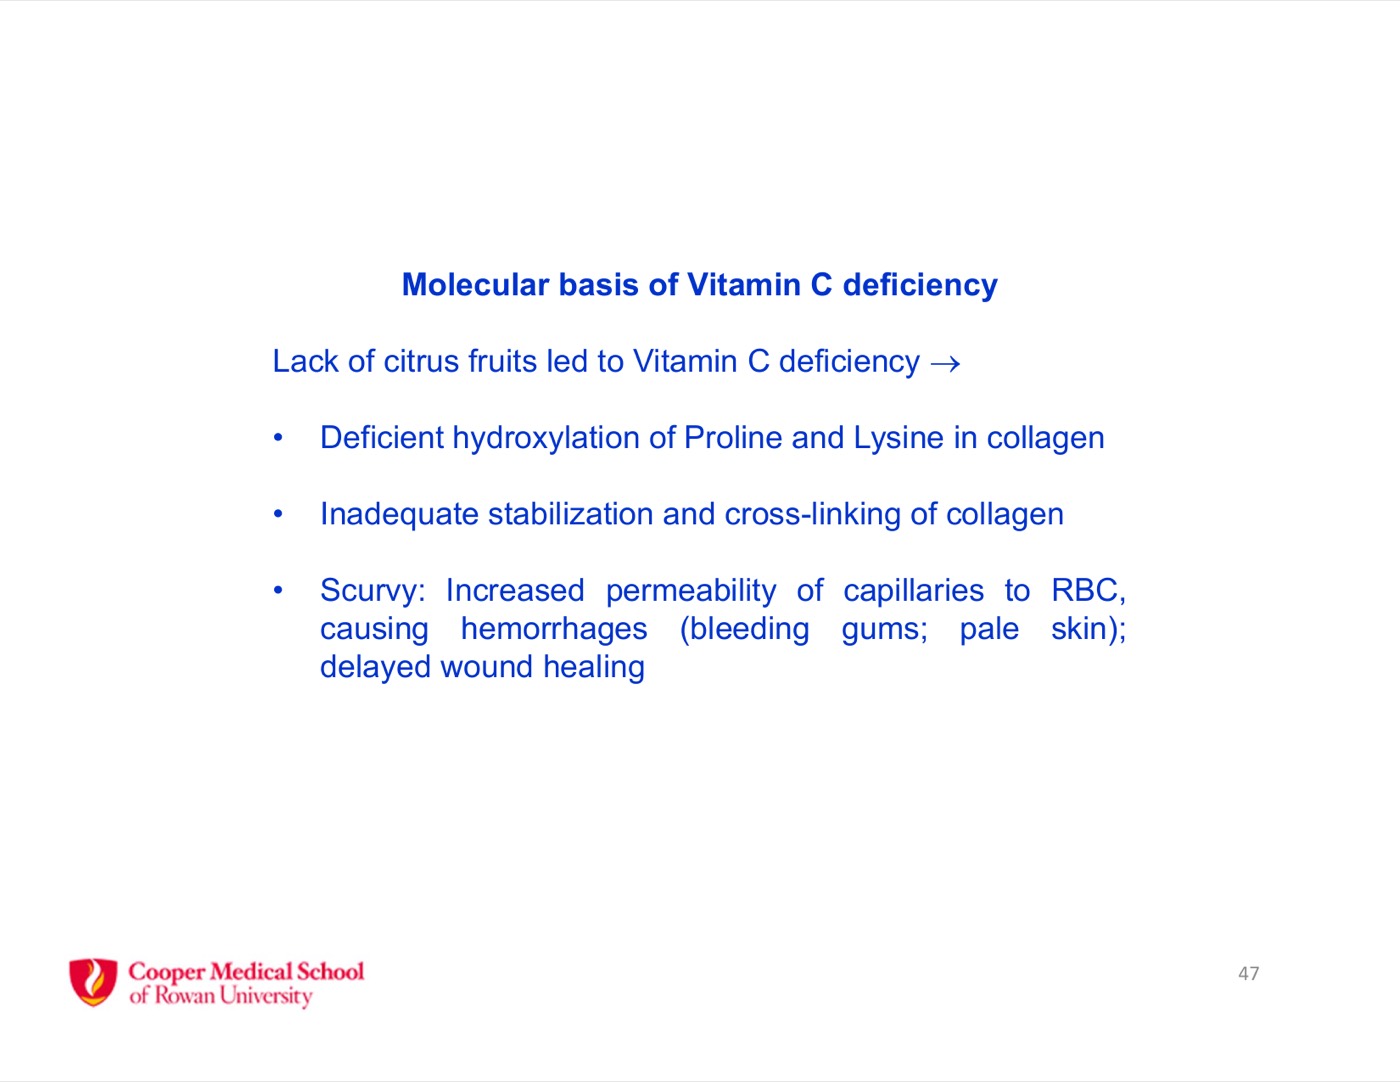 Molecular basis of Vitamin C deficiency
Lack of citrus fruits led to Vitamin C deficiency →
• Deficient hydroxylation of Proline and Lysine in collagen
• Inadequate stabilization and cross-linking of collagen
• Scurvy: Increased permeability of capillaries to RBC,
causing hemorrhages (bleeding gums; pale skin);
delayed wound healing
Cooper Medical School
of Rowan University
47